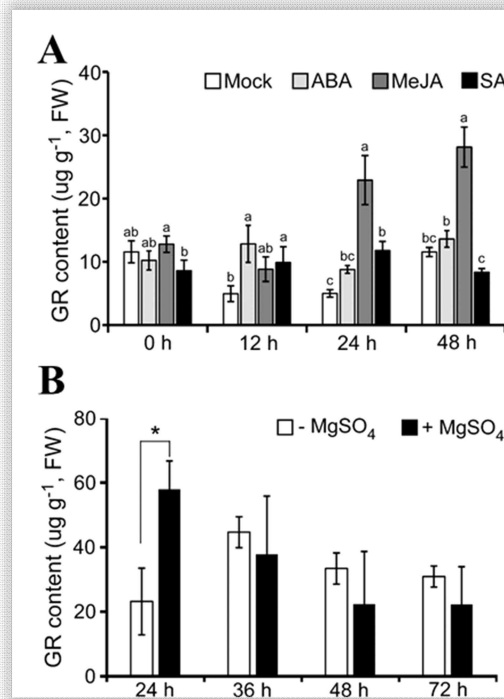 A
GR content (ug g⁻¹, FW)
40
30
20
10
0
Mock ABA MeJA SA
ab ab a b
b a ab a
c bc a b
bc b a c
0 h 12 h 24 h 48 h
B
GR content (ug g⁻¹, FW)
80
60
40
20
0
- MgSO₄ + MgSO₄
*
24 h 36 h 48 h 72 h